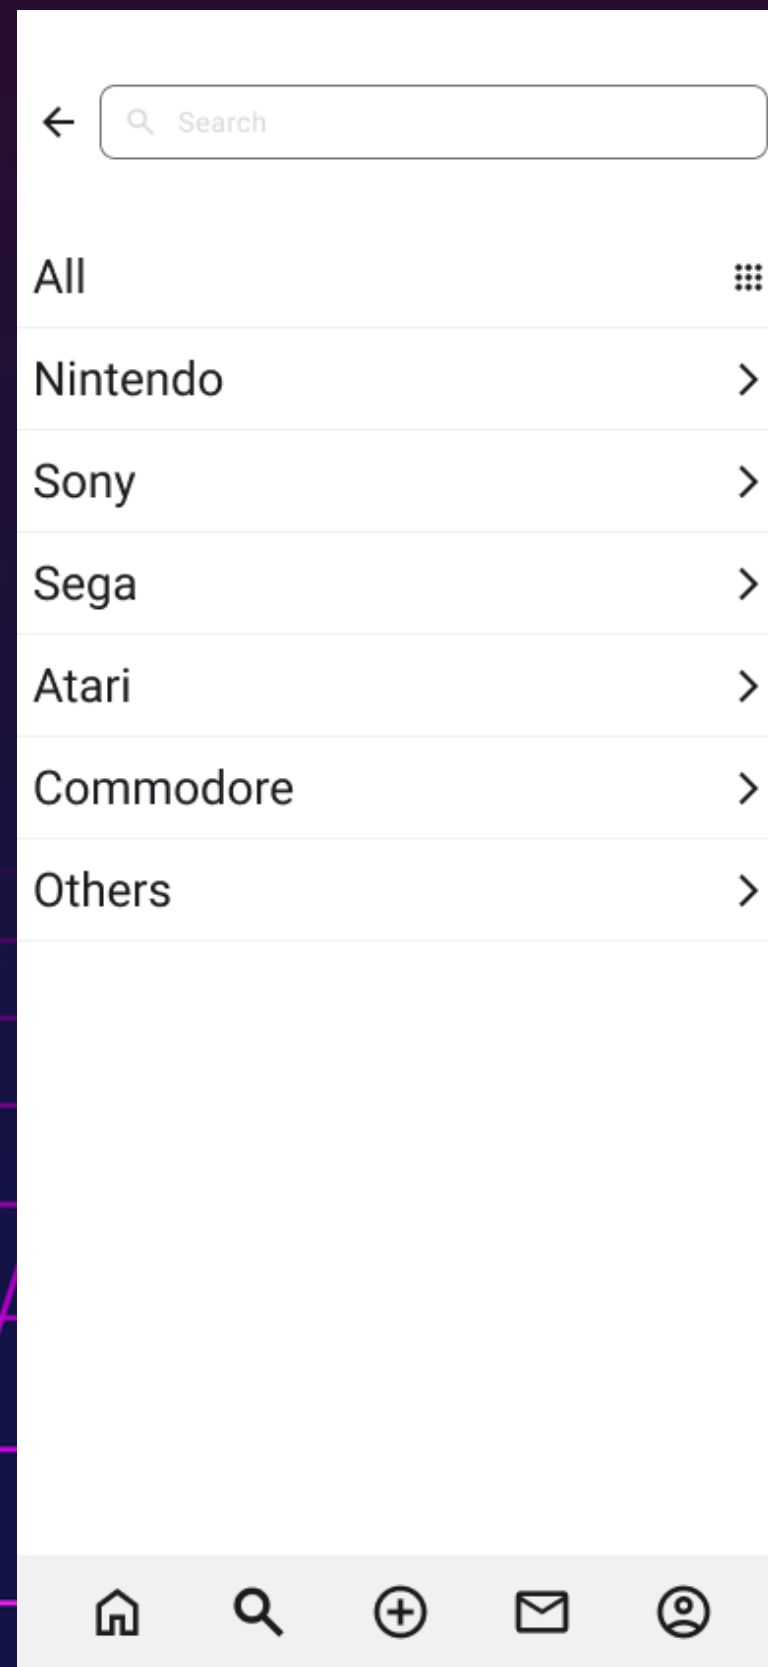 Search
All
Nintendo
Sony
Sega
Atari
Commodore
Others